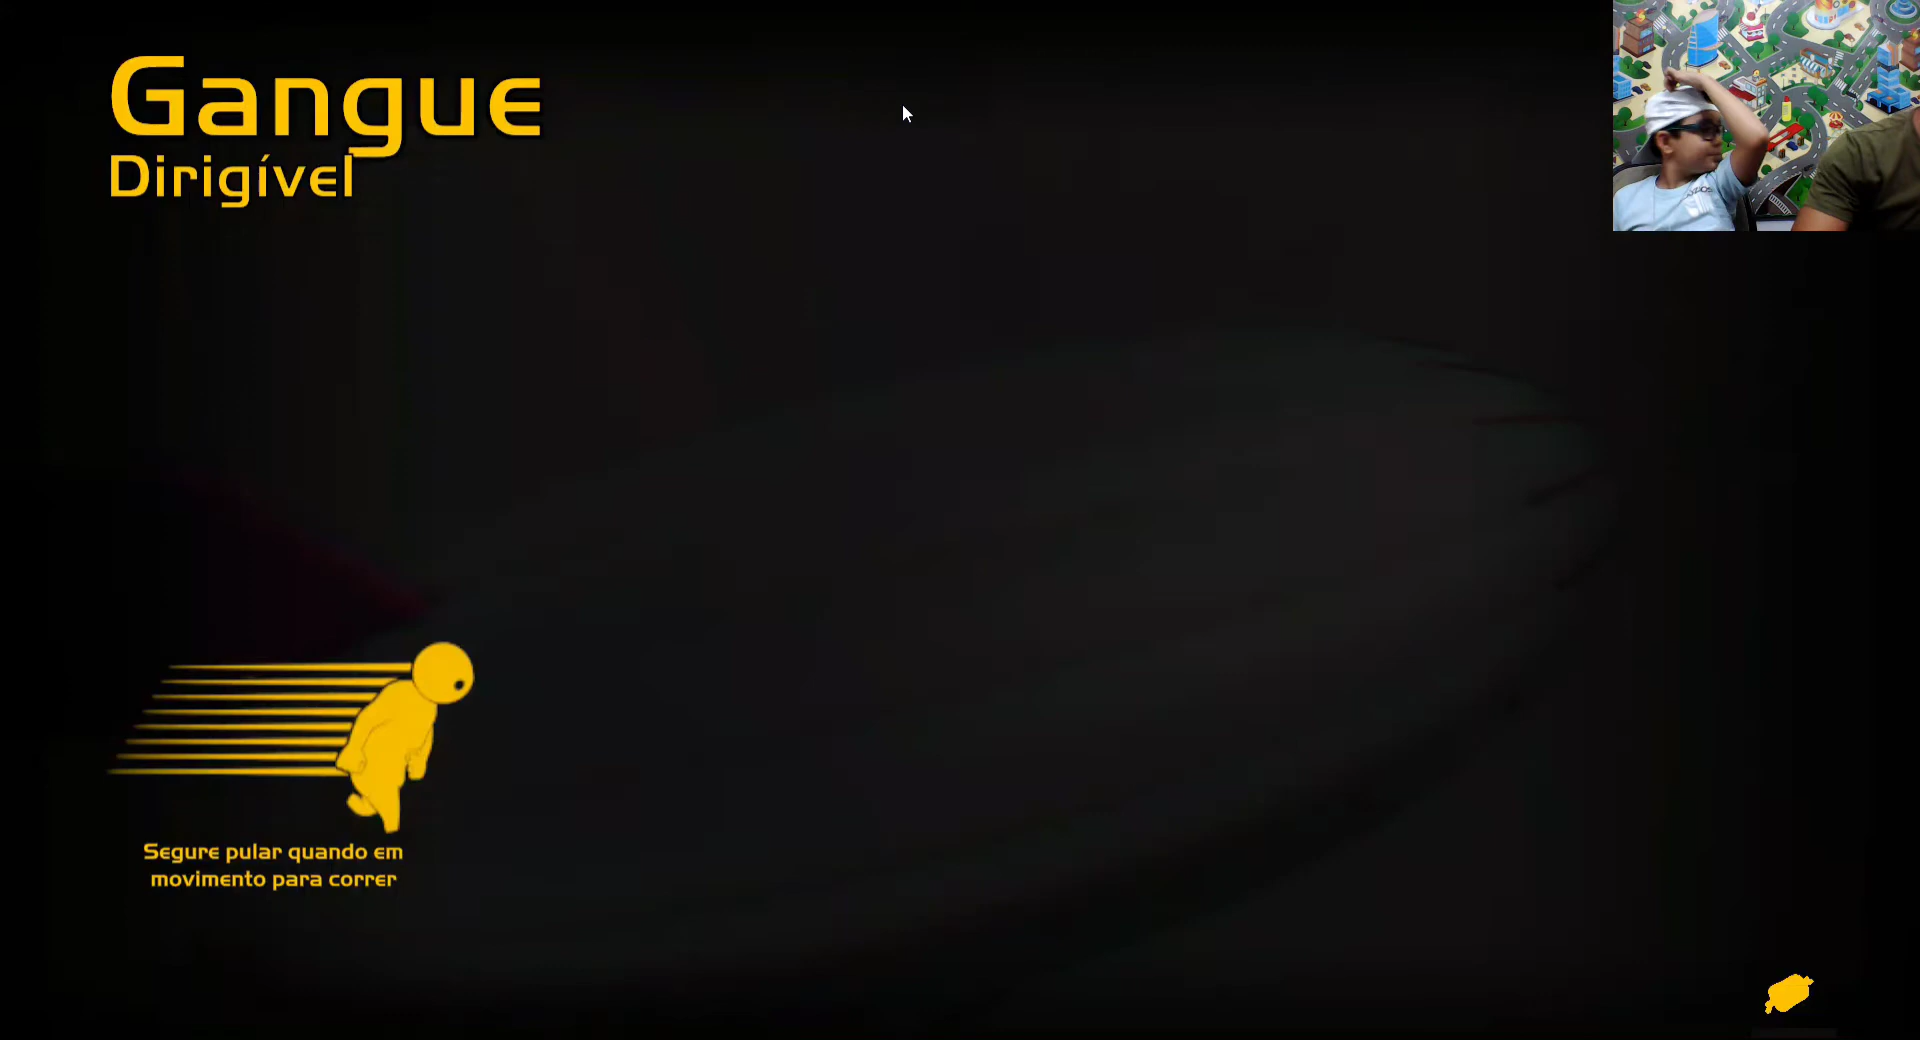 Gangue
Dirigível
Segure pular quando em
movimento para correr